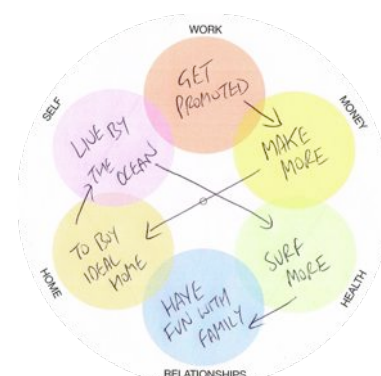 WORK
GET
PROMOTED
MONEY
MAKE
MORE
HEALTH
SURF
MORE
RELATIONSHIPS
HAVE
FUN WITH
FAMILY
HOME
TO BUY
IDEAL
HOME
SELF
LIVE BY
THE
OCEAN